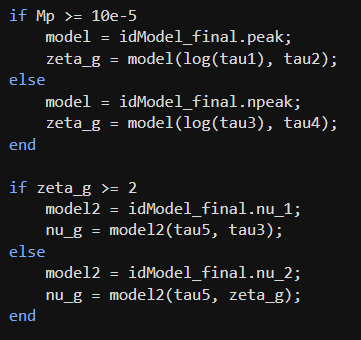 if Mp >= 10e-5
    model = idModel_final.peak;
    zeta_g = model(log(tau1), tau2);
else
    model = idModel_final.npeak;
    zeta_g = model(log(tau3), tau4);
end

if zeta_g >= 2
    model2 = idModel_final.nu_1;
    nu_g = model2(tau5, tau3);
else
    model2 = idModel_final.nu_2;
    nu_g = model2(tau5, zeta_g);
end